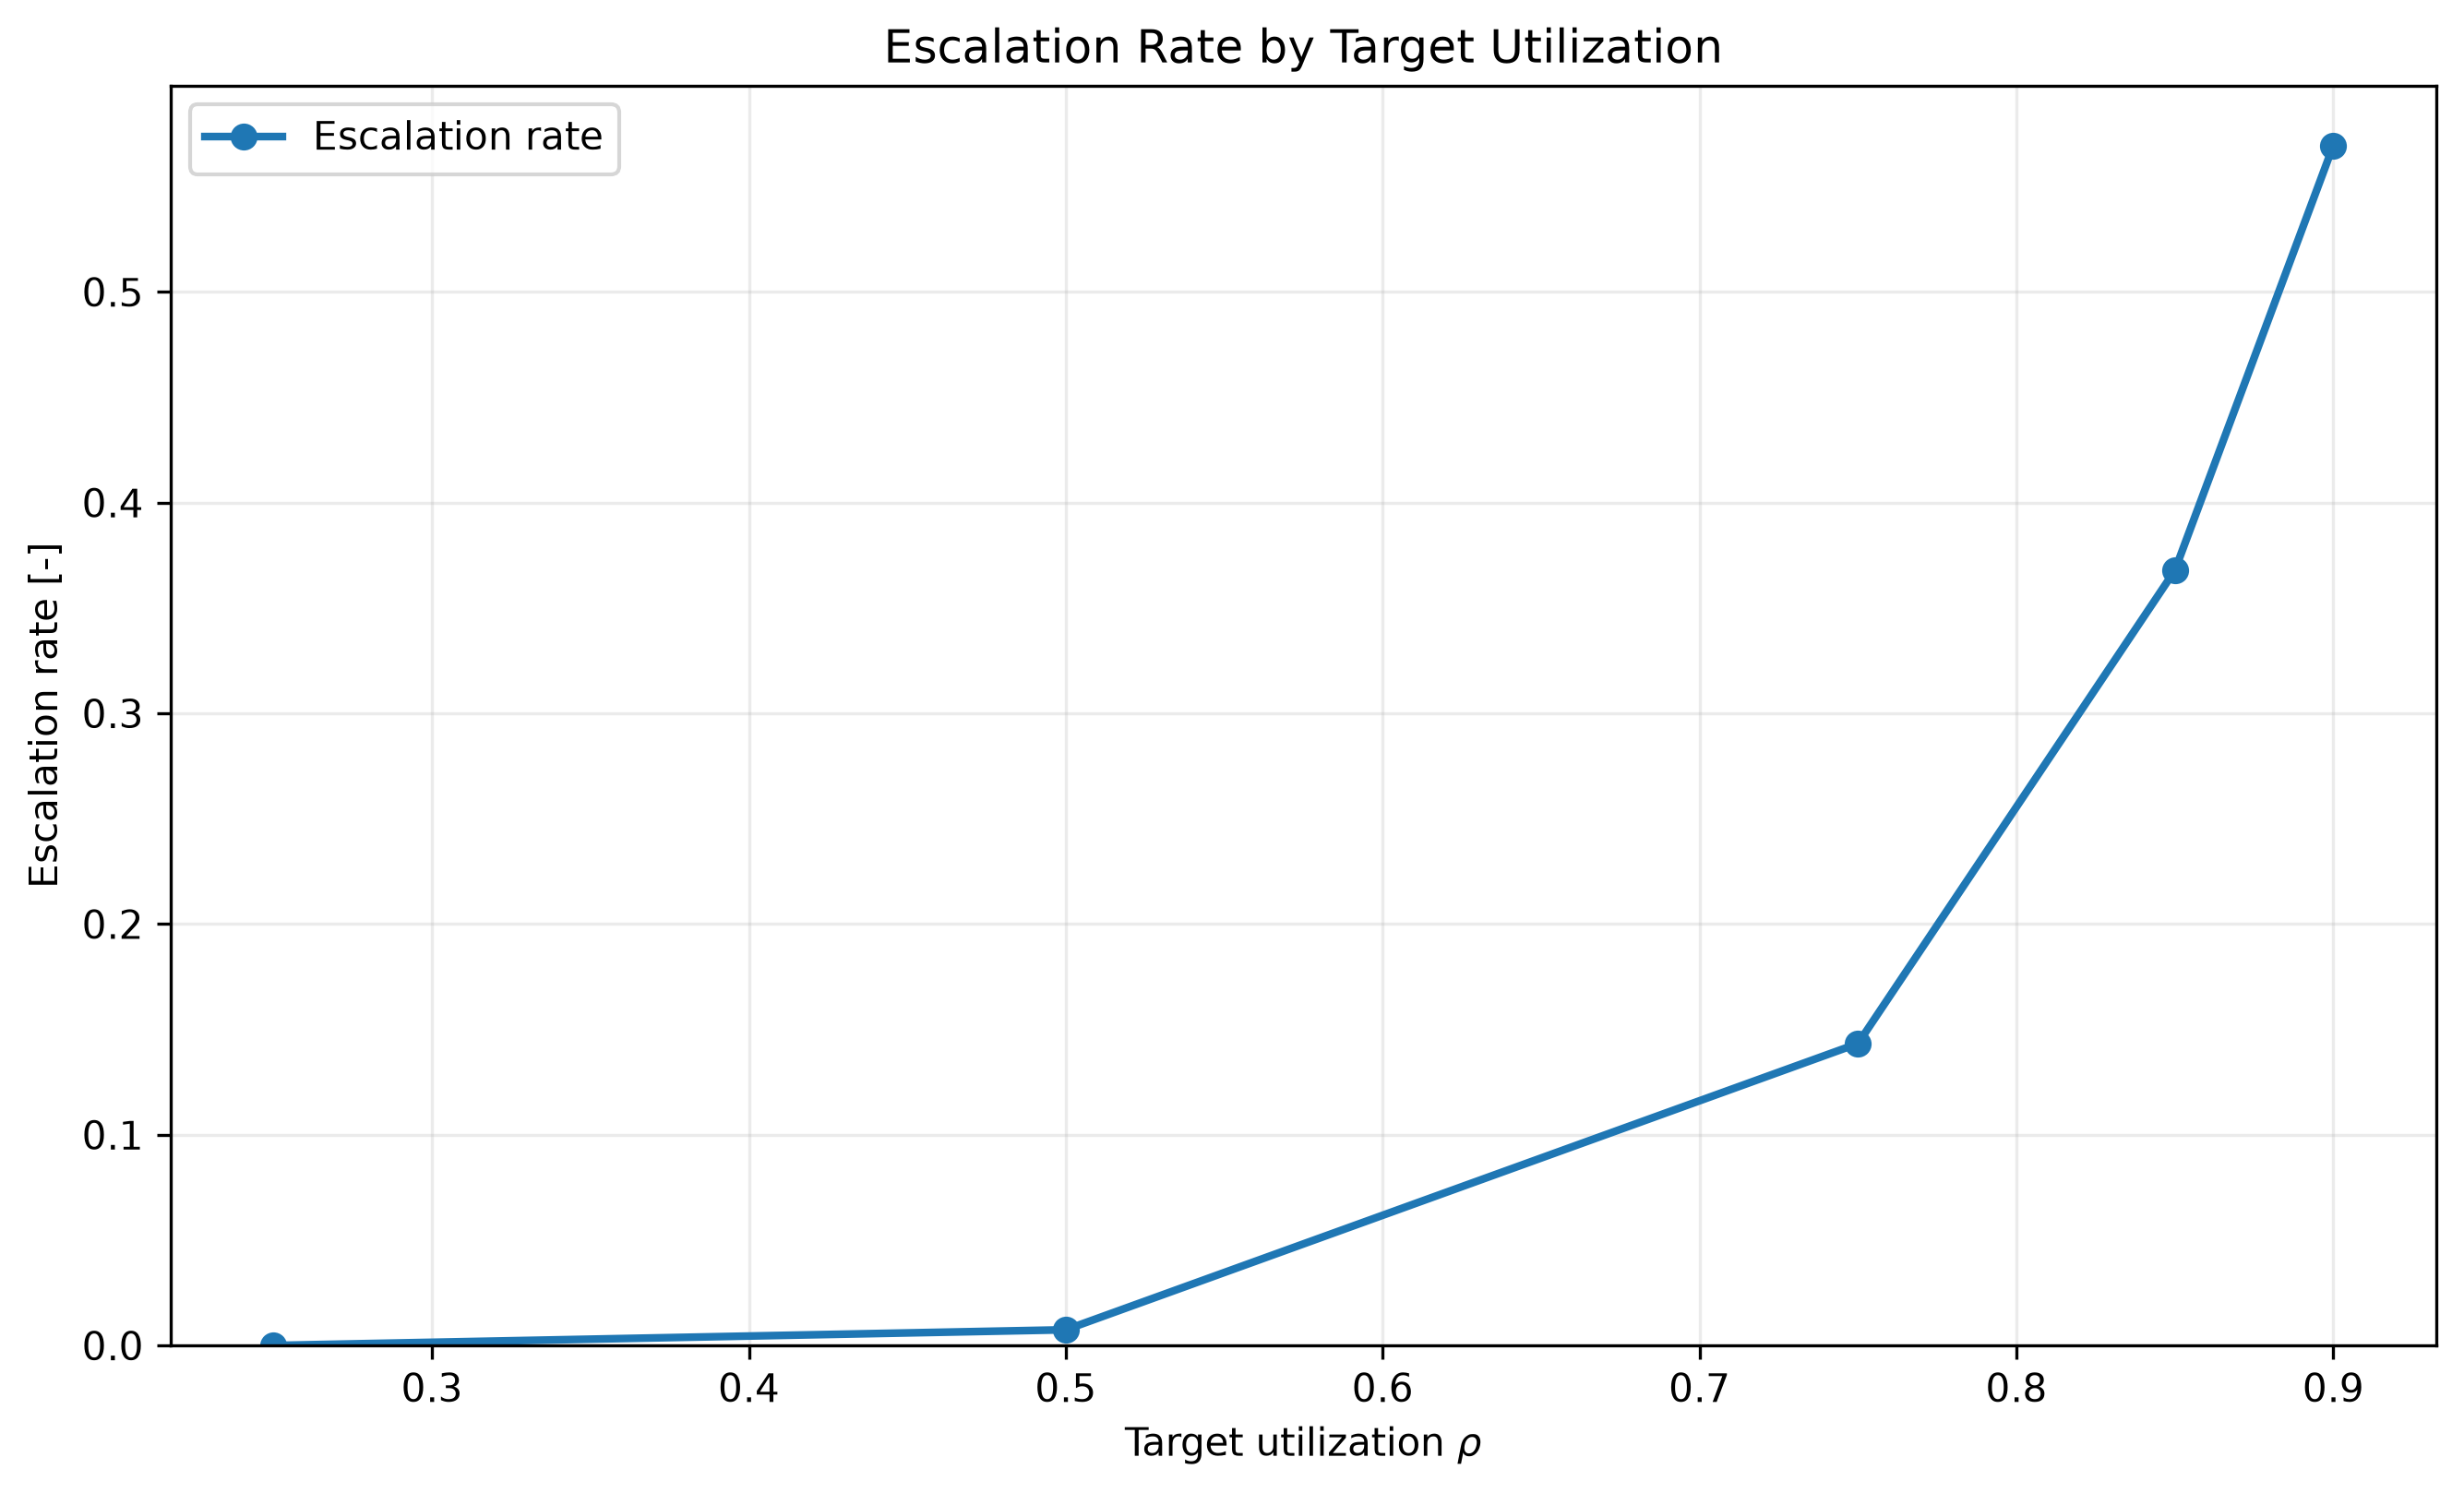 Escalation Rate by Target Utilization
Escalation rate
0.5
0.4
0.3
0.2
0.1
0.0
Escalation rate [-]
0.3 0.4 0.5 0.6 0.7 0.8 0.9
Target utilization ρ